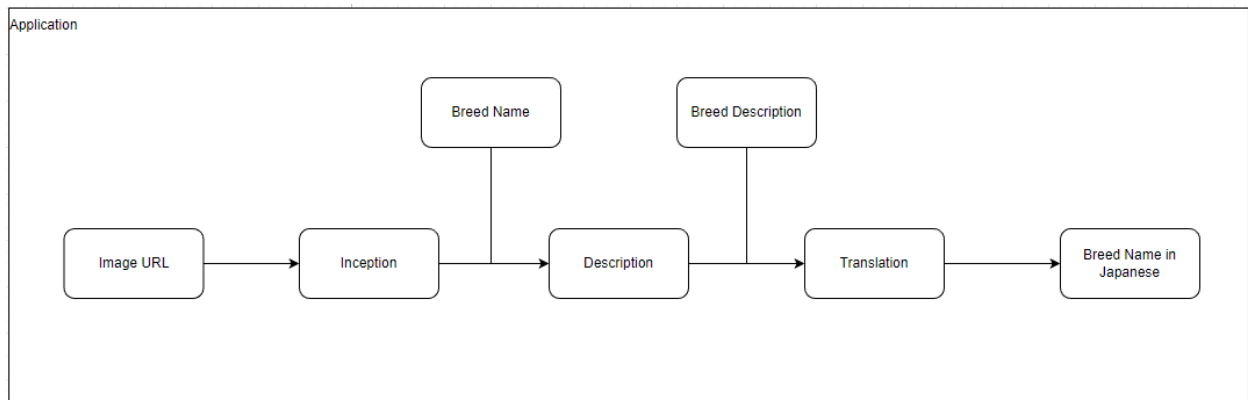 Application
Breed Name
Breed Description
Image URL
Inception
Description
Translation
Breed Name in
Japanese